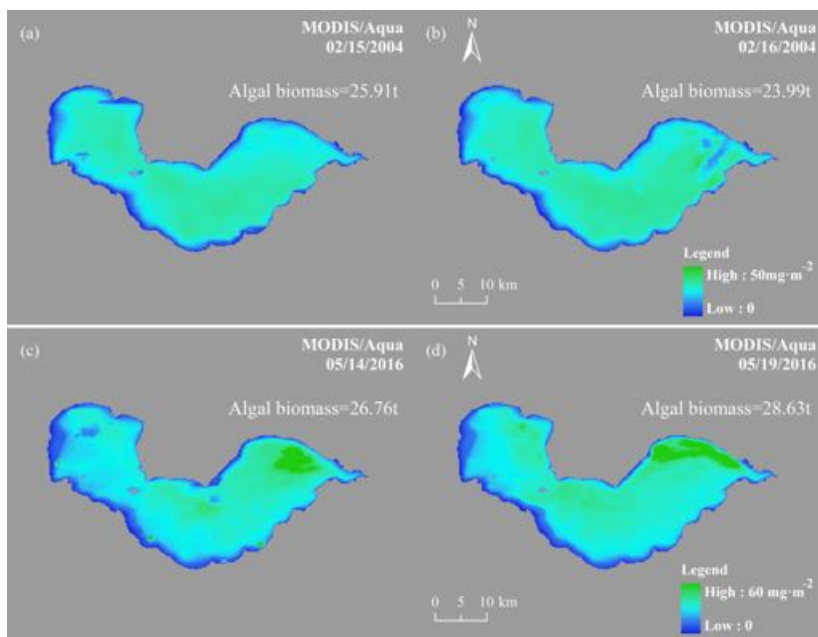 (a)
MODIS/Aqua
02/15/2004
Algal biomass=25.91t
(b)
N
MODIS/Aqua
02/16/2004
Algal biomass=23.99t
Legend
High : 50mg·m⁻²
Low : 0
0 5 10 km
(c)
MODIS/Aqua
05/14/2016
Algal biomass=26.76t
(d)
N
MODIS/Aqua
05/19/2016
Algal biomass=28.63t
Legend
High : 60 mg·m⁻²
Low : 0
0 5 10 km